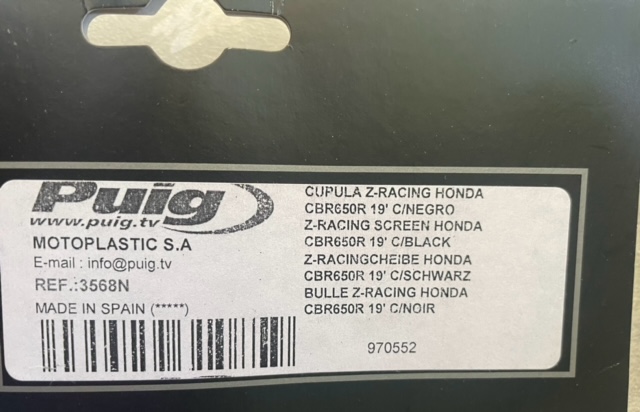 Puig
www.puig.tv
MOTOPLASTIC S.A
E-mail : info@puig.tv
REF.:3568N
MADE IN SPAIN (*****)
CUPULA Z-RACING HONDA
CBR650R 19' C/NEGRO
Z-RACING SCREEN HONDA
CBR650R 19' C/BLACK
Z-RACINGCHEIBE HONDA
CBR650R 19' C/SCHWARZ
BULLE Z-RACING HONDA
CBR650R 19' C/NOIR
970552